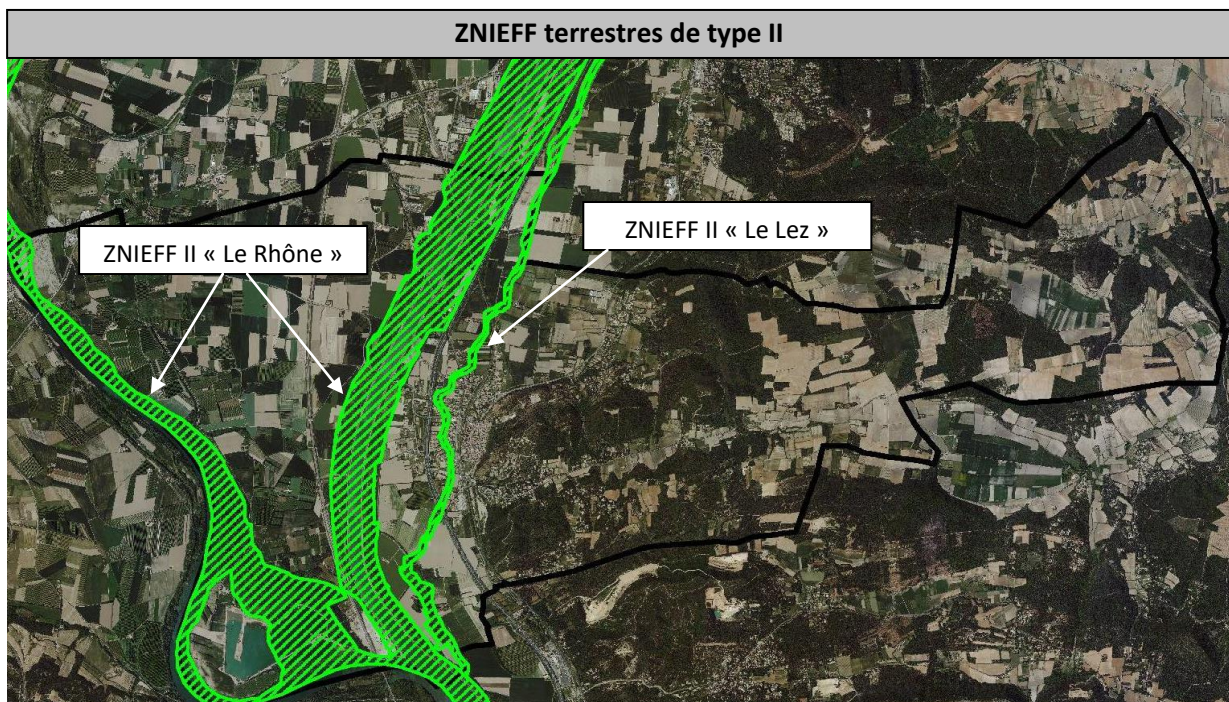 ZNIEFF terrestres de type II
ZNIEFF II « Le Rhône »
ZNIEFF II « Le Lez »